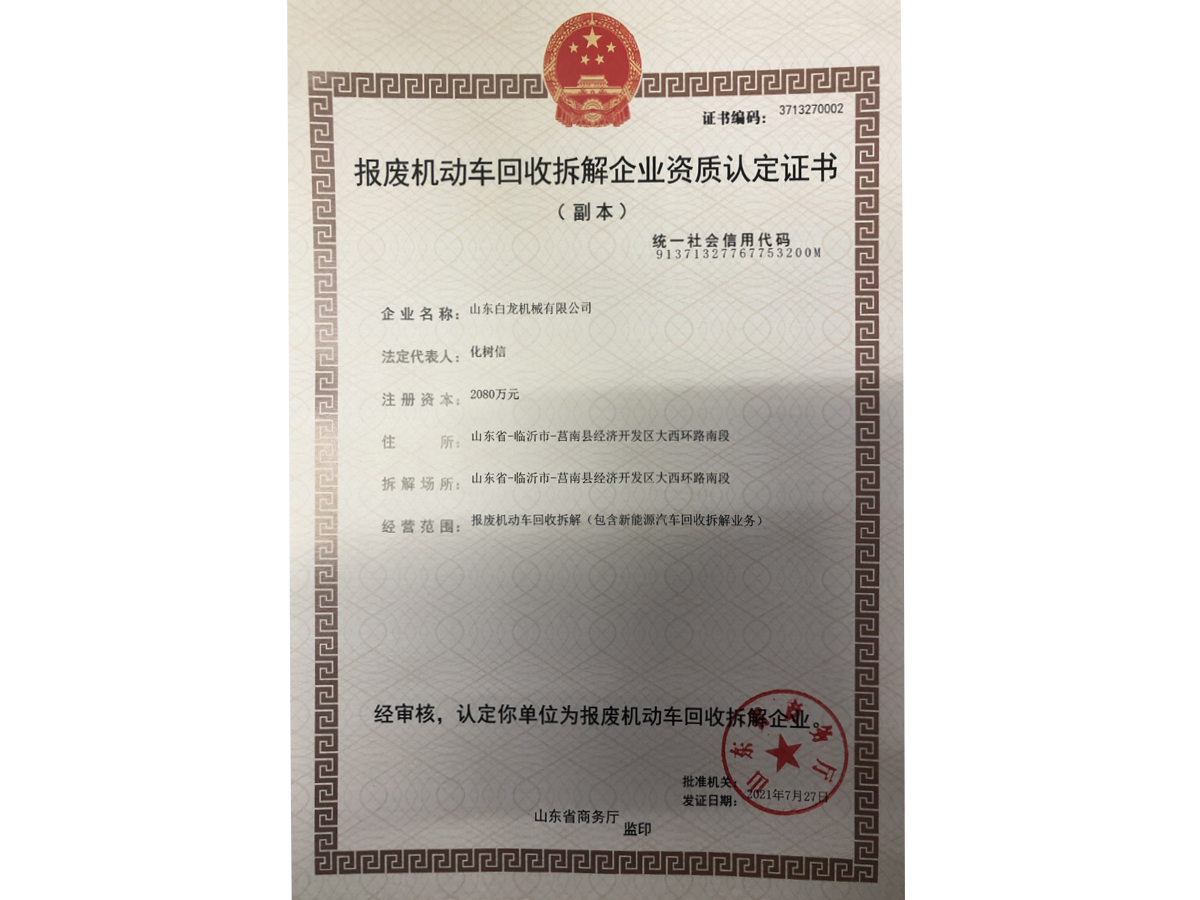 证书编码： 3713270002
报废机动车回收拆解企业资质认定证书
（副本）
统一社会信用代码
91371327767753200M
企业名称： 山东白龙机械有限公司
法定代表人： 化树信
注册资本： 2080万元
住所： 山东省-临沂市-莒南县经济开发区大西环路南段
拆解场所： 山东省-临沂市-莒南县经济开发区大西环路南段
经营范围： 报废机动车回收拆解（包含新能源汽车回收拆解业务）
经审核，认定你单位为报废机动车回收拆解企业。
山东省商务厅
批准机关：
发证日期： 2021年7月27日
山东省商务厅 监印